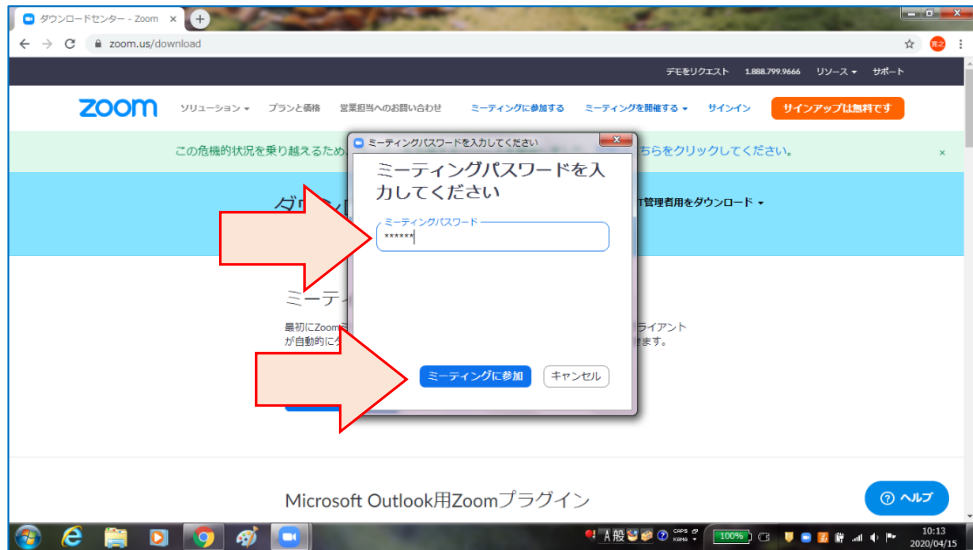 ダウンロードセンター - Zoom
zoom.us/download
寛之
デモをリクエスト 1.888.799.9666 リソース サポート
zoom ソリューション プランと価格 営業担当へのお問い合わせ ミーティングに参加する ミーティングを開催する サインイン サインアップは無料です
この危機的状況を乗り越えるため、 ちらをクリックしてください。 ×
ミーティングパスワードを入力してください
ミーティングパスワードを入
力してください
ミーティングパスワード
******
ダウン
IT管理者用をダウンロード
ミーティ
最初にZoom ライアント
が自動的に きます。
ミーティングに参加 キャンセル
Microsoft Outlook用Zoomプラグイン
ヘルプ
A 般 CAPS KANA 100% 10:13
2020/04/15